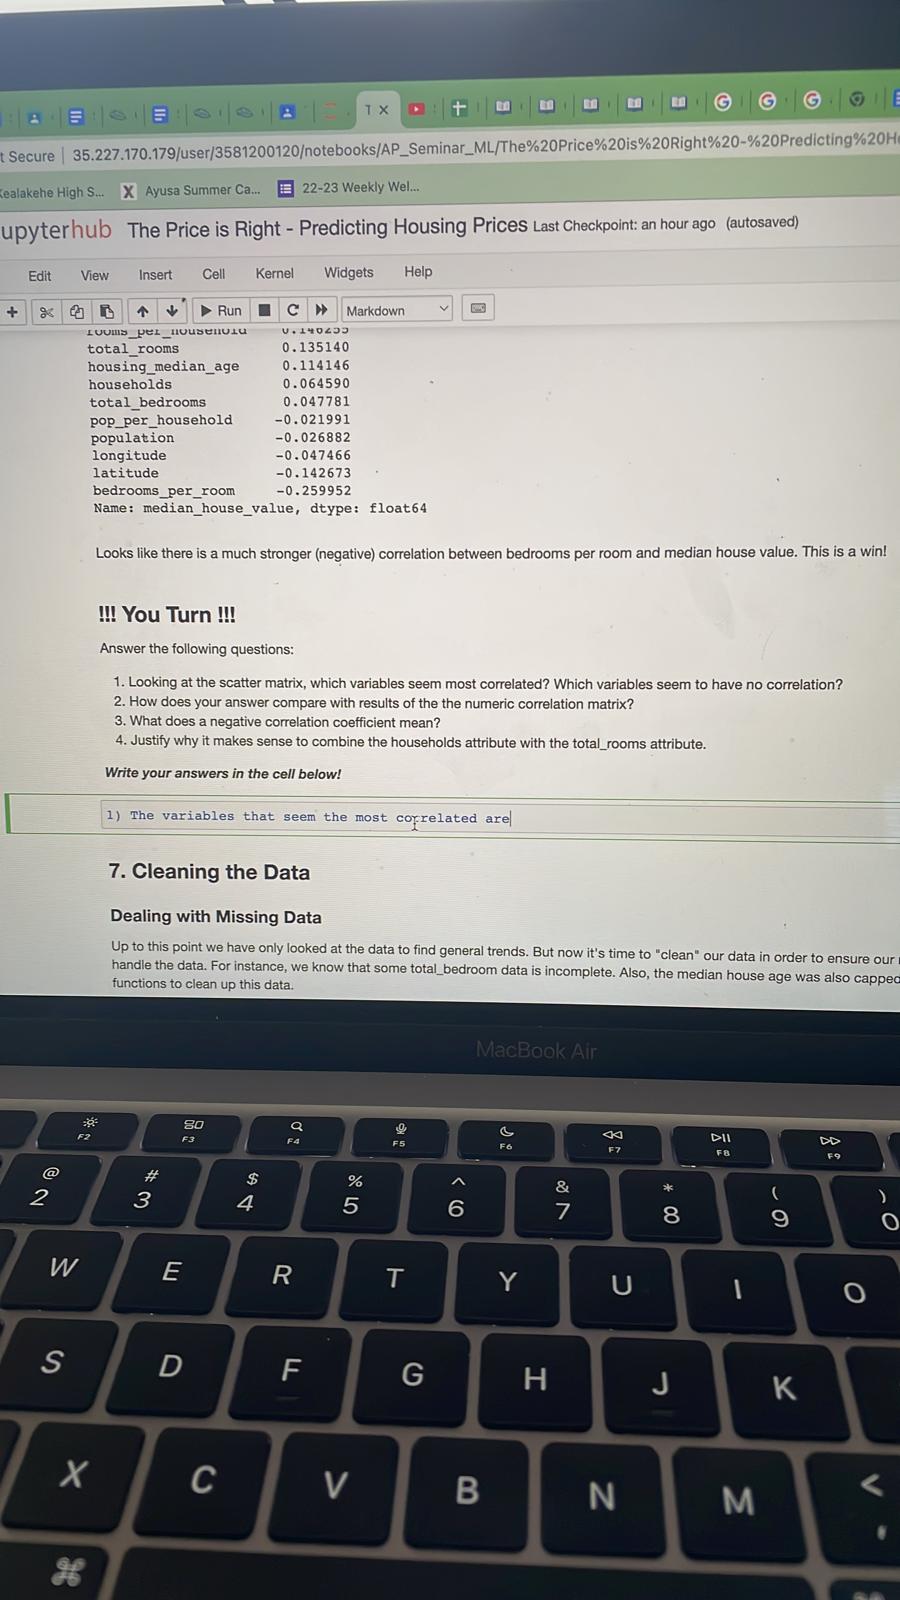 T X
t Secure | 35.227.170.179/user/3581200120/notebooks/AP_Seminar_ML/The%20Price%20is%20Right%20-%20Predicting%20H
Kealakehe High S... X Ayusa Summer Ca... 22-23 Weekly Wel...
upyterhub The Price is Right - Predicting Housing Prices Last Checkpoint: an hour ago (autosaved)
Edit View Insert Cell Kernel Widgets Help
Run Markdown
rooms_per_household 0.146255
total_rooms 0.135140
housing_median_age 0.114146
households 0.064590
total_bedrooms 0.047781
pop_per_household -0.021991
population -0.026882
longitude -0.047466
latitude -0.142673
bedrooms_per_room -0.259952
Name: median_house_value, dtype: float64
Looks like there is a much stronger (negative) correlation between bedrooms per room and median house value. This is a win!
!!! You Turn !!!
Answer the following questions:
1. Looking at the scatter matrix, which variables seem most correlated? Which variables seem to have no correlation?
2. How does your answer compare with results of the the numeric correlation matrix?
3. What does a negative correlation coefficient mean?
4. Justify why it makes sense to combine the households attribute with the total_rooms attribute.
Write your answers in the cell below!
1) The variables that seem the most correlated are
7. Cleaning the Data
Dealing with Missing Data
Up to this point we have only looked at the data to find general trends. But now it's time to "clean" our data in order to ensure our
handle the data. For instance, we know that some total_bedroom data is incomplete. Also, the median house age was also capped
functions to clean up this data.
MacBook Air
F2 F3 F4 F5 F6 F7 F8 F9
@ # $ % ^ & * ( )
2 3 4 5 6 7 8 9 0
W E R T Y U I O
S D F G H J K
X C V B N M <
,
⌘